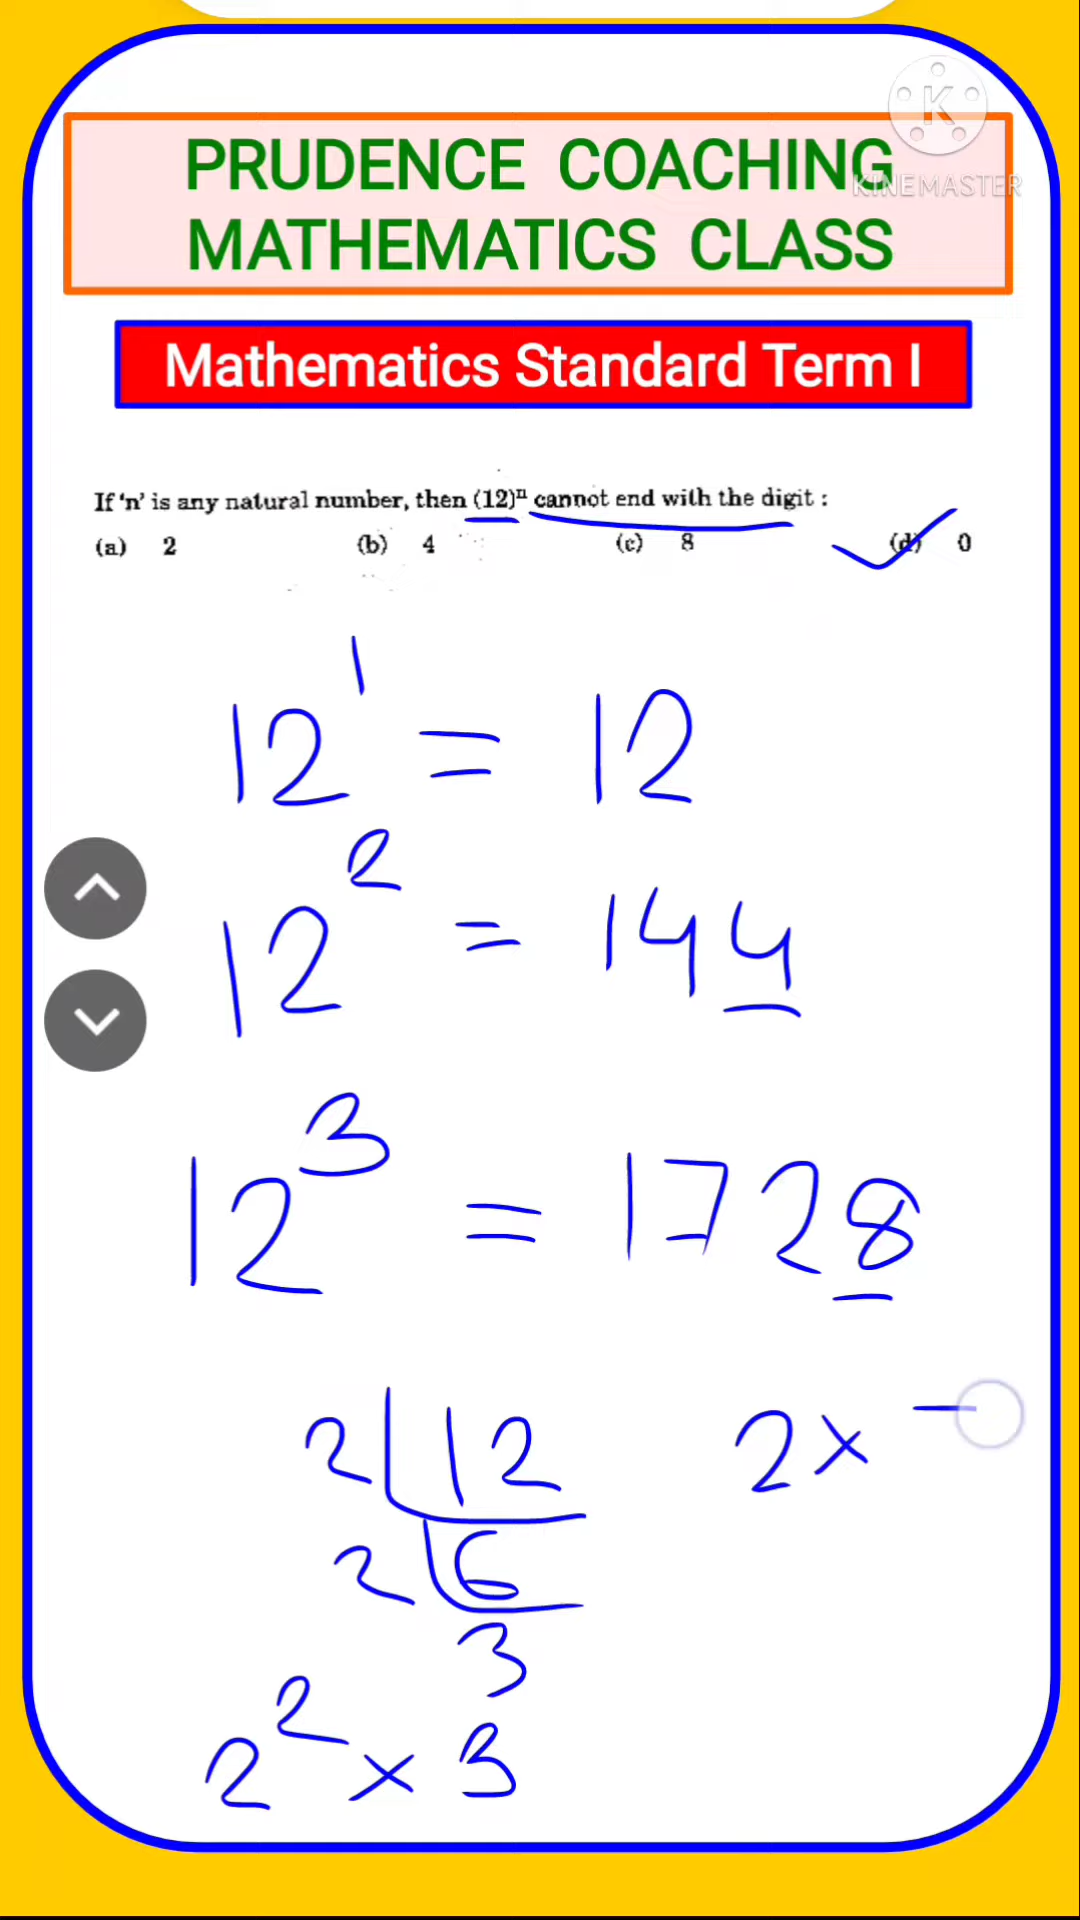 K
KINEMASTER
PRUDENCE COACHING
MATHEMATICS CLASS
Mathematics Standard Term I
If 'n' is any natural number, then (12)ⁿ cannot end with the digit :
(a) 2 (b) 4 (c) 8 (d) 0
12¹ = 12
12² = 144
12³ = 1728
2 12 2 ×
2 6
3
2² × 3